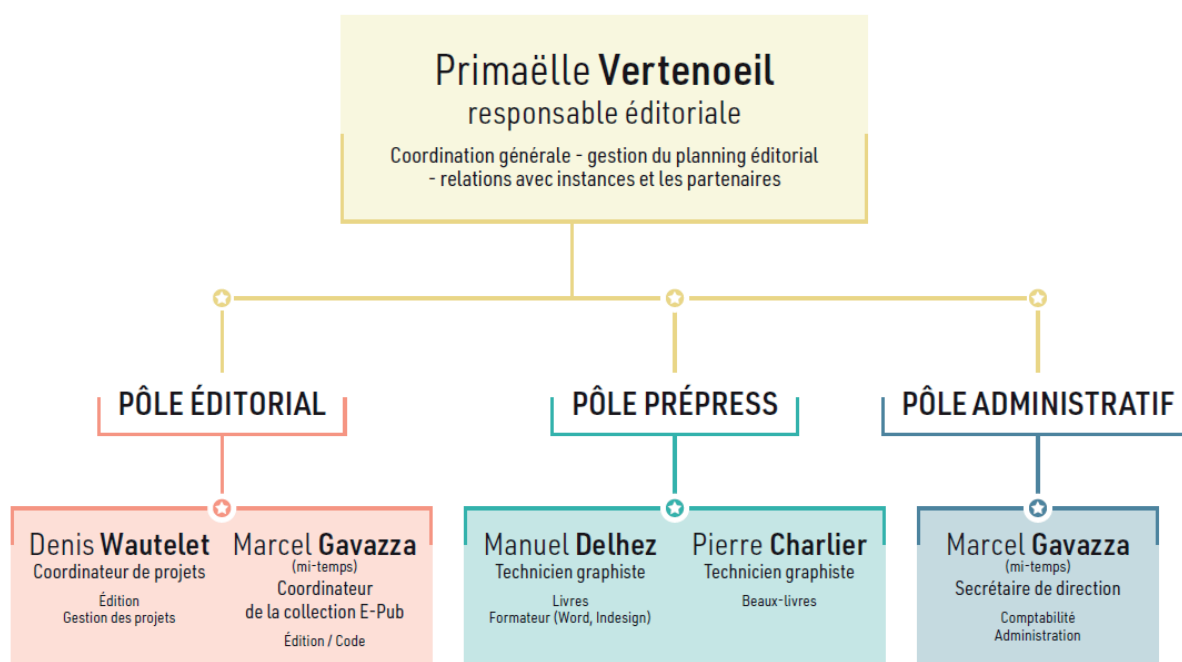 Primaëlle Vertenoeil
responsable éditoriale
Coordination générale - gestion du planning éditorial
- relations avec instances et les partenaires
PÔLE ÉDITORIAL
Denis Wautelet
Coordinateur de projets
Édition
Gestion des projets
Marcel Gavazza
(mi-temps)
Coordinateur
de la collection E-Pub
Édition / Code
PÔLE PRÉPRESS
Manuel Delhez
Technicien graphiste
Livres
Formateur (Word, Indesign)
Pierre Charlier
Technicien graphiste
Beaux-livres
PÔLE ADMINISTRATIF
Marcel Gavazza
(mi-temps)
Secrétaire de direction
Comptabilité
Administration